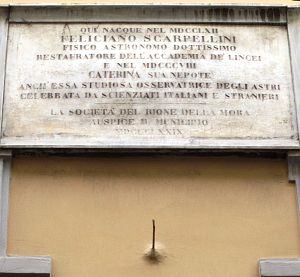 QUI NACQUE NEL MDCCLXII
FELICIANO SCARPELLINI
FISICO ASTRONOMO DOTTISSIMO
RESTAURATORE DELL'ACCADEMIA DE' LINCEI
E NEL MDCCCVIII
CATERINA SUA NEPOTE
ANCH'ESSA STUDIOSA OSSERVATRICE DEGLI ASTRI
CELEBRATA DA SCIENZIATI ITALIANI E STRANIERI
LA SOCIETÀ DEL RIONE DELLA MORA
AUSPICE IL MUNICIPIO
MDCCCLXXIX